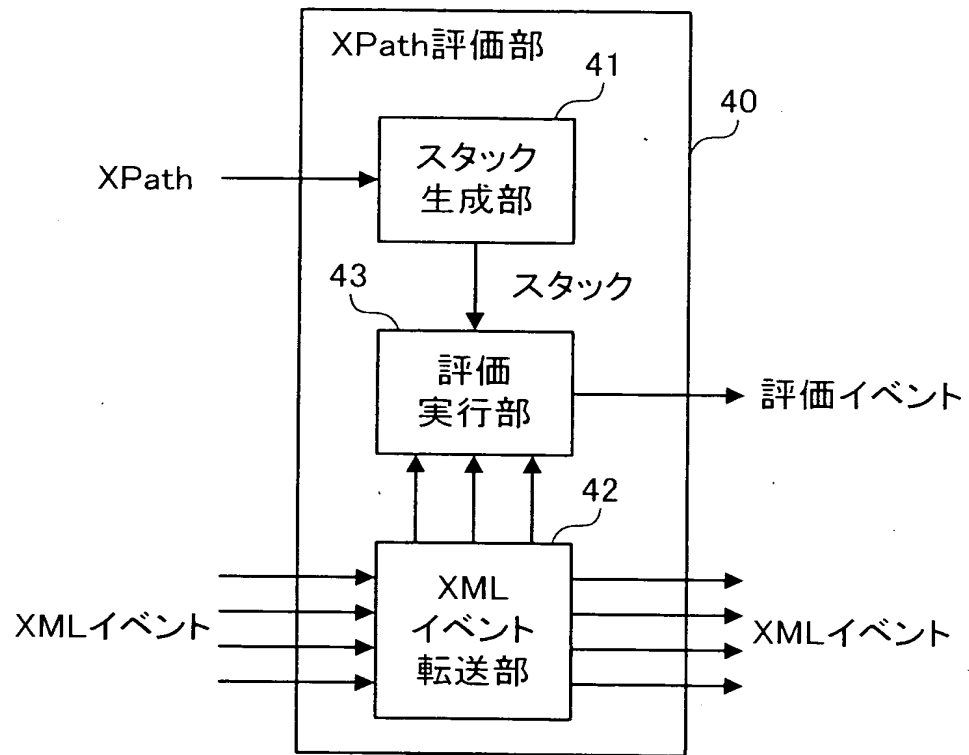 XPath評価部
41
40
XPath
スタック
生成部
43
スタック
評価
実行部
評価イベント
42
XMLイベント
XML
イベント
転送部
XMLイベント